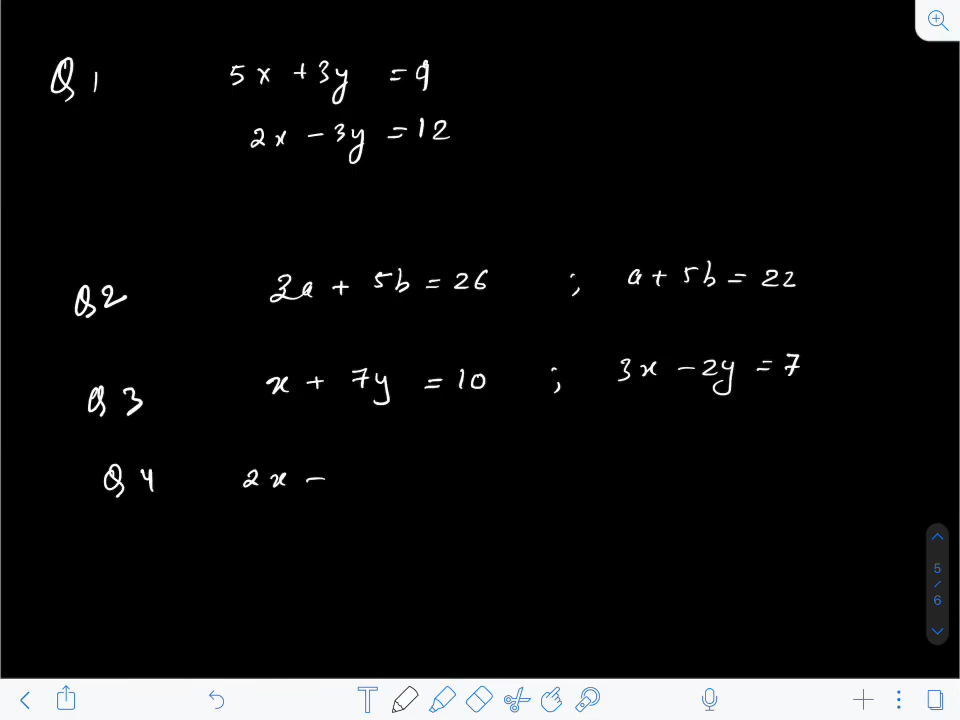 Q1 5x + 3y = 9
2x - 3y = 12
Q2 3a + 5b = 26 ; a + 5b = 22
Q3 x + 7y = 10 ; 3x - 2y = 7
Q4 2x -
5/6